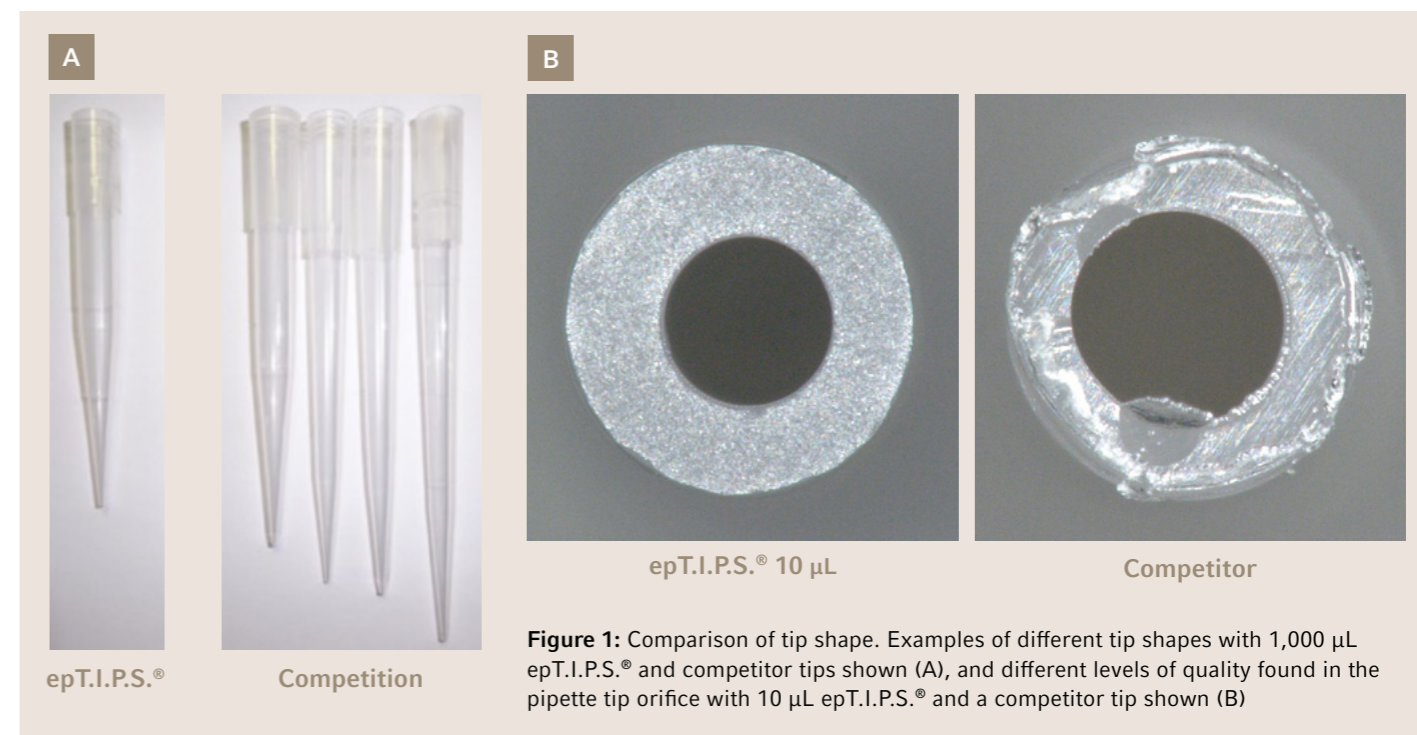 A
B
epT.I.P.S.® 10 µL
Competitor
epT.I.P.S.®
Competition
Figure 1: Comparison of tip shape. Examples of different tip shapes with 1,000 µL
epT.I.P.S.® and competitor tips shown (A), and different levels of quality found in the
pipette tip orifice with 10 µL epT.I.P.S.® and a competitor tip shown (B)